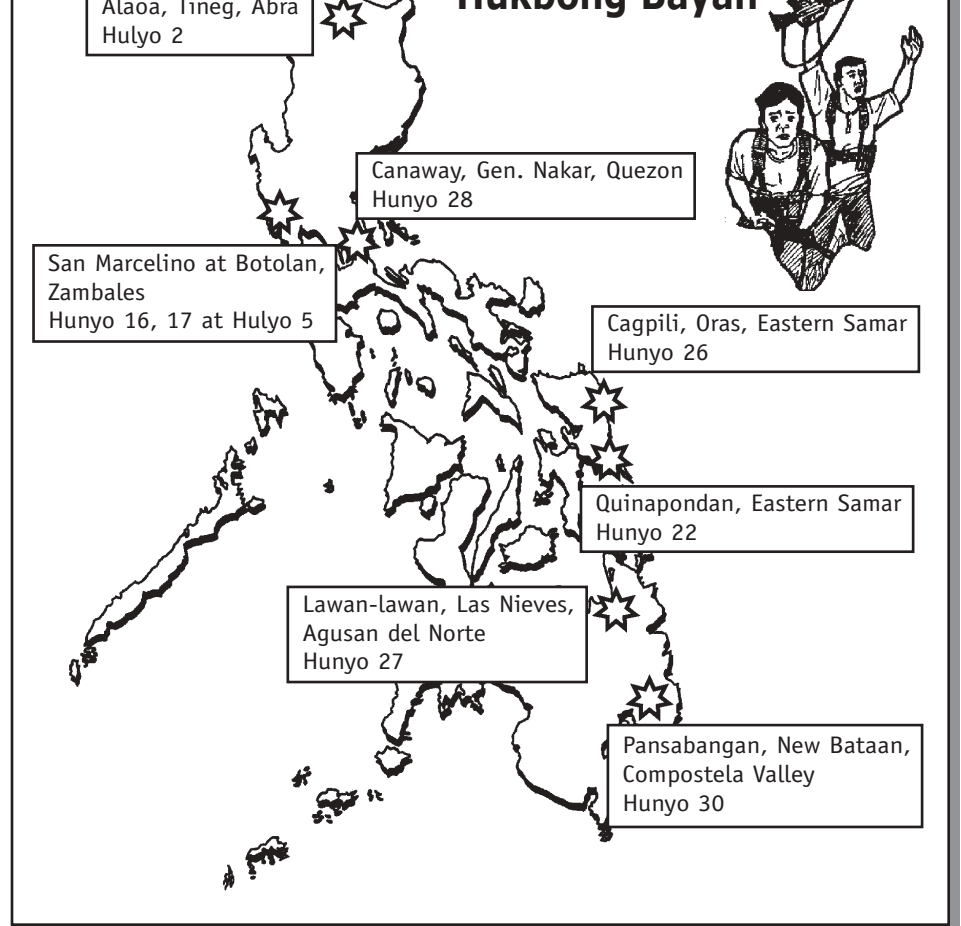 Hukbong Bayan
Alaoa, Tineg, Abra
Hulyo 2
Canaway, Gen. Nakar, Quezon
Hunyo 28
San Marcelino at Botolan,
Zambales
Hunyo 16, 17 at Hulyo 5
Cagpili, Oras, Eastern Samar
Hunyo 26
Quinapondan, Eastern Samar
Hunyo 22
Lawan-lawan, Las Nieves,
Agusan del Norte
Hunyo 27
Pansabangan, New Bataan,
Compostela Valley
Hunyo 30